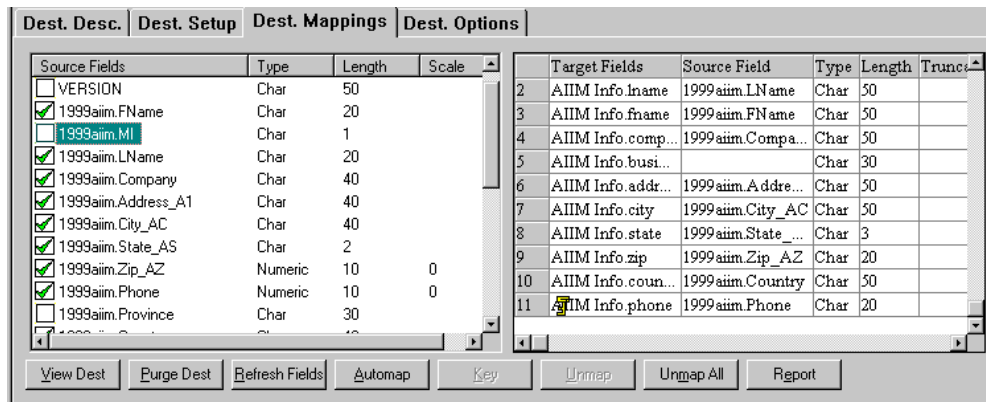 Dest. Desc. Dest. Setup Dest. Mappings Dest. Options
Source Fields Type Length Scale
VERSION Char 50
1999aiim.FName Char 20
1999aiim.MI Char 1
1999aiim.LName Char 20
1999aiim.Company Char 40
1999aiim.Address_A1 Char 40
1999aiim.City_AC Char 40
1999aiim.State_AS Char 2
1999aiim.Zip_AZ Numeric 10 0
1999aiim.Phone Numeric 10 0
1999aiim.Province Char 30
Target Fields Source Field Type Length Trunca
2 AIIM Info.lname 1999aiim.LName Char 50
3 AIIM Info.fname 1999aiim.FName Char 50
4 AIIM Info.comp... 1999aiim.Compa... Char 50
5 AIIM Info.busi... Char 30
6 AIIM Info.addr... 1999aiim.Addre... Char 50
7 AIIM Info.city 1999aiim.City_AC Char 50
8 AIIM Info.state 1999aiim.State_... Char 3
9 AIIM Info.zip 1999aiim.Zip_AZ Char 20
10 AIIM Info.coun... 1999aiim.Country Char 50
11 AIIM Info.phone 1999aiim.Phone Char 20
View Dest Purge Dest Refresh Fields Automap Key Unmap Unmap All Report